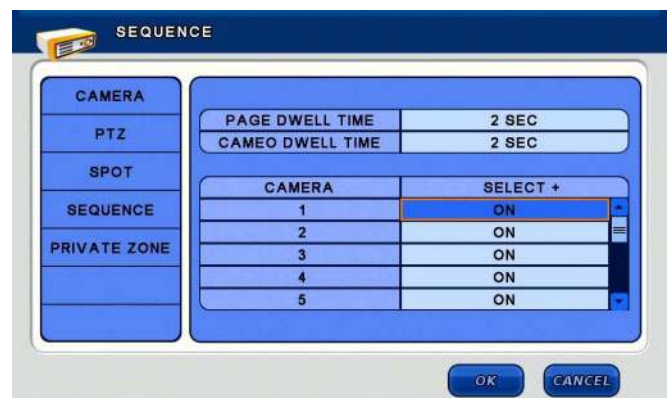 SEQUENCE
CAMERA
PTZ
SPOT
SEQUENCE
PRIVATE ZONE
PAGE DWELL TIME 2 SEC
CAMEO DWELL TIME 2 SEC
CAMERA SELECT +
1 ON
2 ON
3 ON
4 ON
5 ON
OK CANCEL